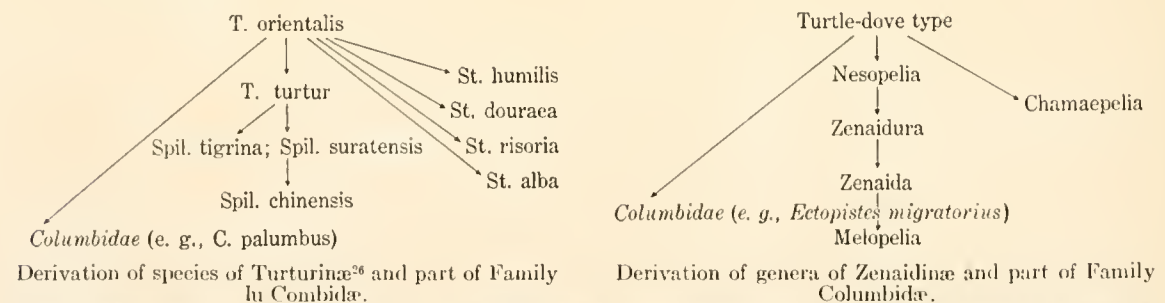 T. orientalis
St. humilis
T. turtur
St. douraca
Spil. tigrina; Spil. suratensis
St. risoria
St. alba
Spil. chinensis
Columbidae (e. g., C. palumbus)
Derivation of species of Turturinæ²⁶ and part of Family
lu Combidæ.
Turtle-dove type
Nesopelia
Chamaepelia
Zenaidura
Zenaida
Columbidae (e. g., Ectopistes migratorius)
Melopelia
Derivation of genera of Zenaidinæ and part of Family
Columbidæ.